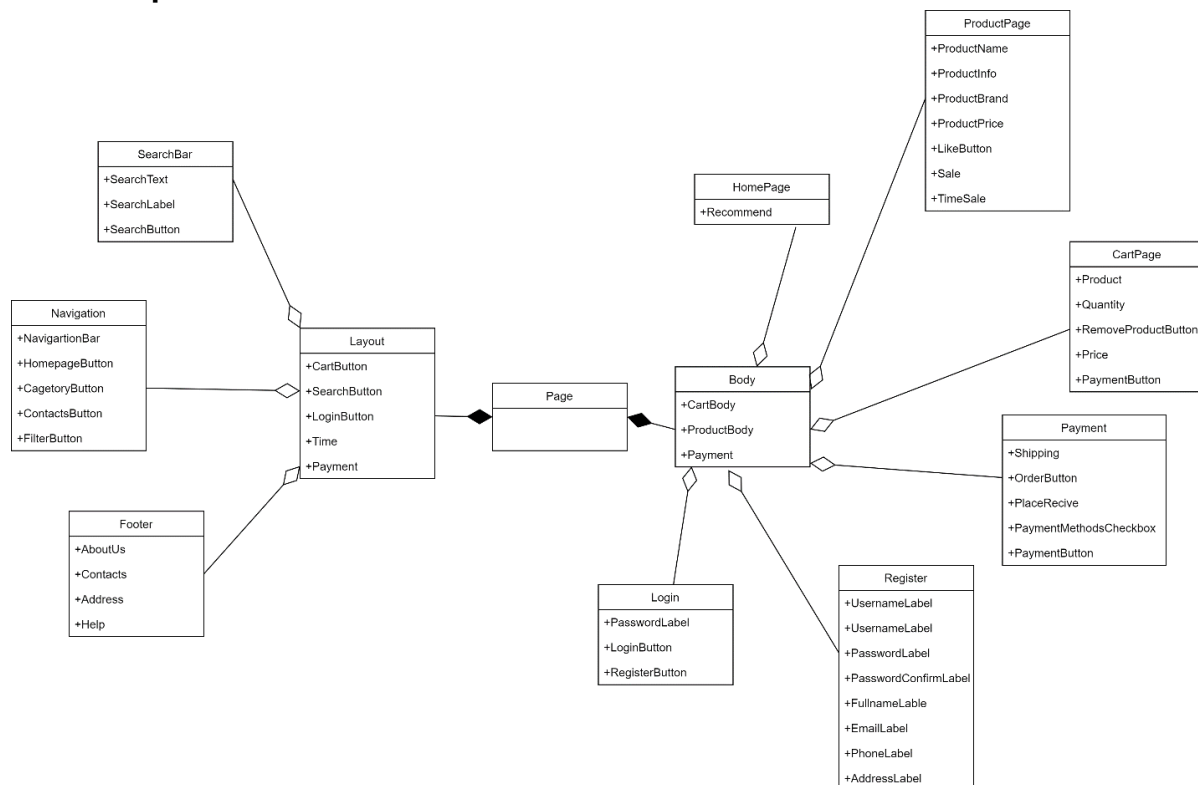 ProductPage
+ProductName
+ProductInfo
+ProductBrand
+ProductPrice
+LikeButton
+Sale
+TimeSale
SearchBar
+SearchText
+SearchLabel
+SearchButton
HomePage
+Recommend
CartPage
+Product
+Quantity
+RemoveProductButton
+Price
+PaymentButton
Navigation
+NavigartionBar
+HomepageButton
+CagetoryButton
+ContactsButton
+FilterButton
Layout
+CartButton
+SearchButton
+LoginButton
+Time
+Payment
Page
Body
+CartBody
+ProductBody
+Payment
Payment
+Shipping
+OrderButton
+PlaceRecive
+PaymentMethodsCheckbox
+PaymentButton
Footer
+AboutUs
+Contacts
+Address
+Help
Login
+PasswordLabel
+LoginButton
+RegisterButton
Register
+UsernameLabel
+UsernameLabel
+PasswordLabel
+PasswordConfirmLabel
+FullnameLable
+EmailLabel
+PhoneLabel
+AddressLabel